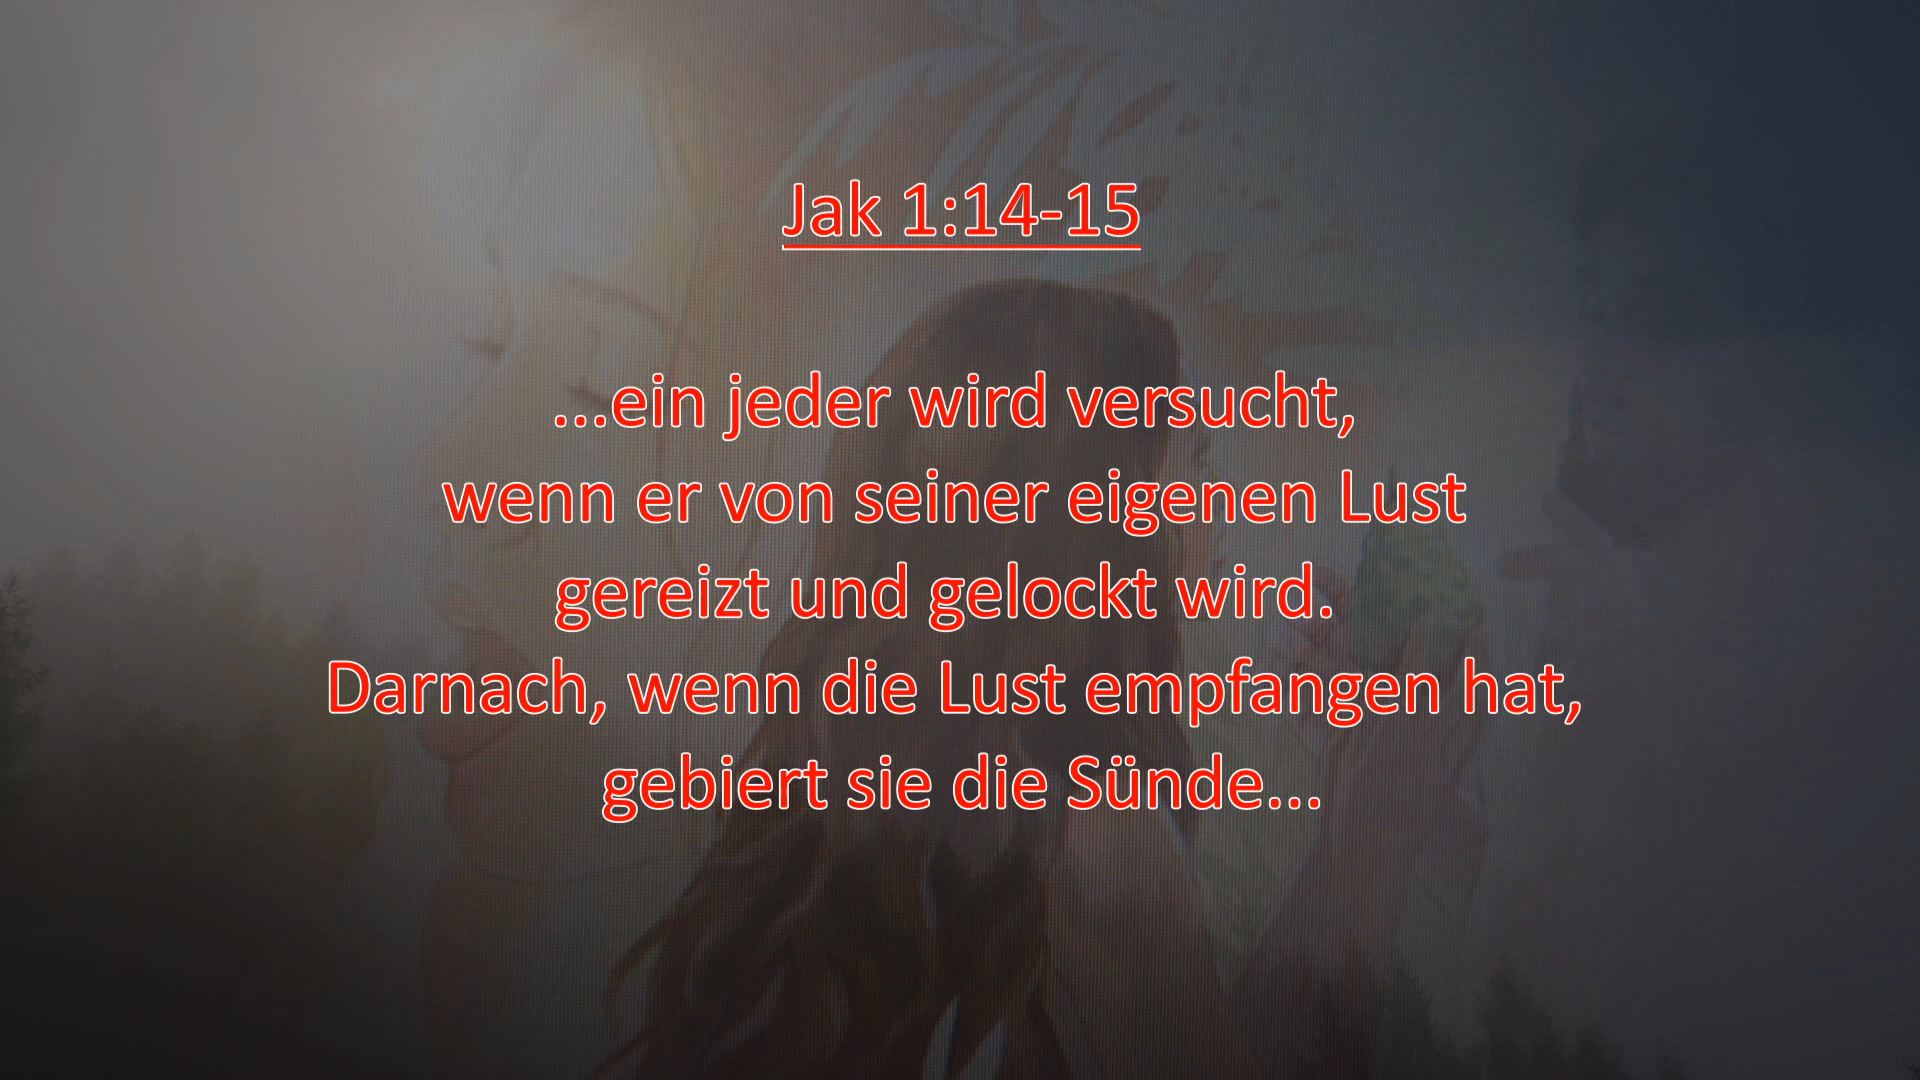 Jak 1:14-15
...ein jeder wird versucht,
wenn er von seiner eigenen Lust
gereizt und gelockt wird.
Darnach, wenn die Lust empfangen hat,
gebiert sie die Sünde...